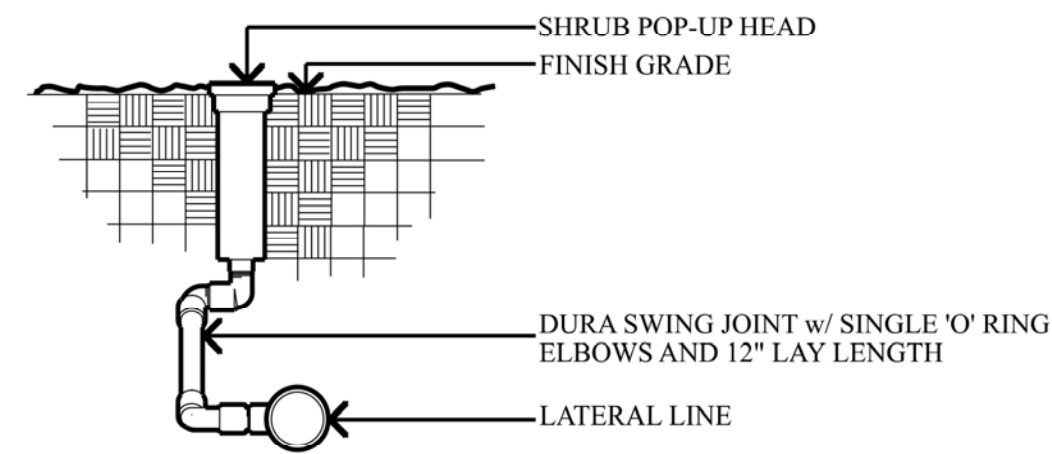 SHRUB POP-UP HEAD
FINISH GRADE
DURA SWING JOINT w/ SINGLE 'O' RING
ELBOWS AND 12" LAY LENGTH
LATERAL LINE